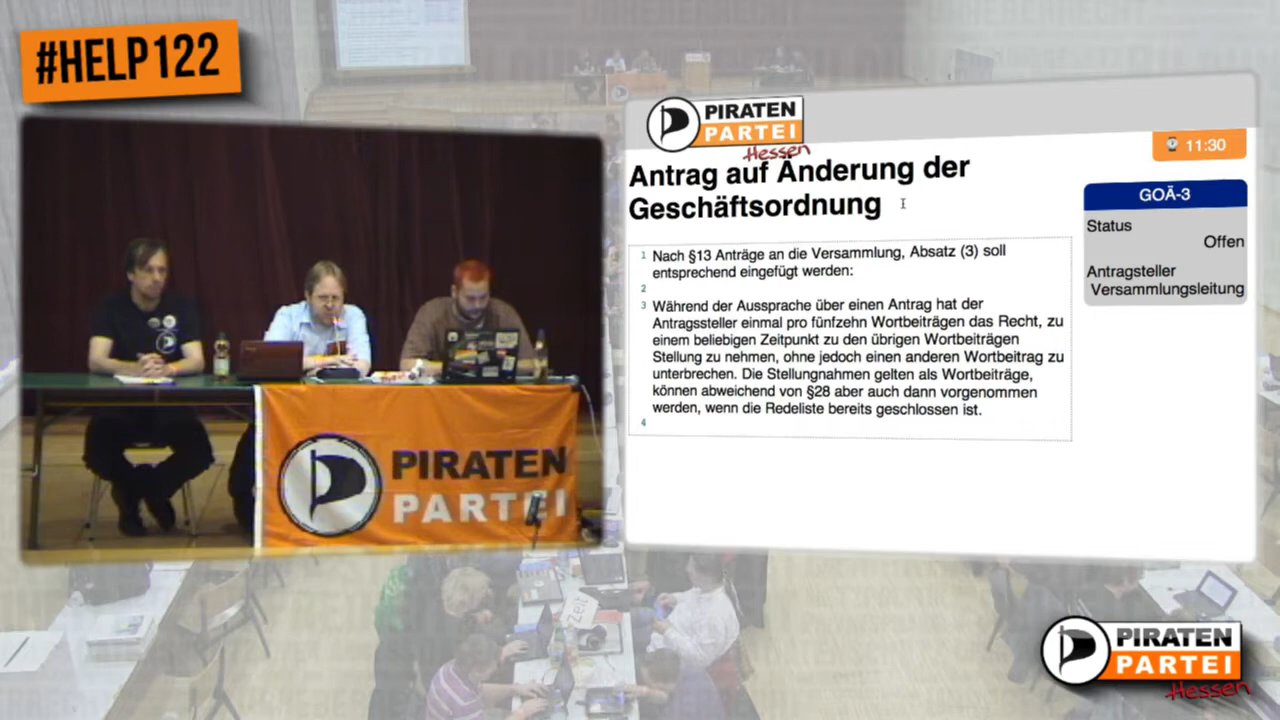 #HELP122
PIRATEN
PARTEI
Hessen
11:30
Antrag auf Änderung der
Geschäftsordnung
GOÄ-3
Status
Offen
Antragsteller
Versammlungsleitung
1 Nach §13 Anträge an die Versammlung, Absatz (3) soll
entsprechend eingefügt werden:
2
3 Während der Aussprache über einen Antrag hat der
Antragssteller einmal pro fünfzehn Wortbeiträgen das Recht, zu
einem beliebigen Zeitpunkt zu den übrigen Wortbeiträgen
Stellung zu nehmen, ohne jedoch einen anderen Wortbeitrag zu
unterbrechen. Die Stellungnahmen gelten als Wortbeiträge,
können abweichend von §28 aber auch dann vorgenommen
werden, wenn die Redeliste bereits geschlossen ist.
4
PIRATEN
PARTEI
Zeit
PIRATEN
PARTEI
Hessen